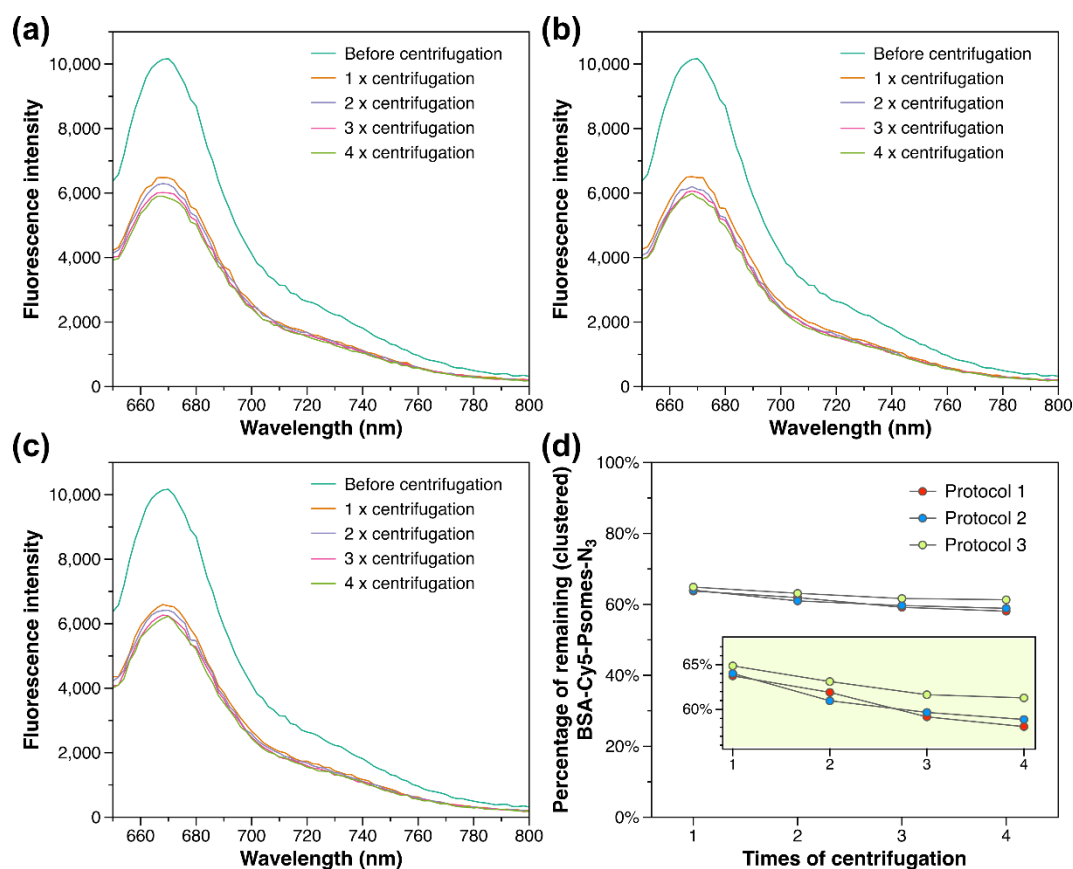 (a)
Fluorescence intensity
10,000
8,000
6,000
4,000
2,000
0
Before centrifugation
1 x centrifugation
2 x centrifugation
3 x centrifugation
4 x centrifugation
660 680 700 720 740 760 780 800
Wavelength (nm)
(b)
Fluorescence intensity
10,000
8,000
6,000
4,000
2,000
0
Before centrifugation
1 x centrifugation
2 x centrifugation
3 x centrifugation
4 x centrifugation
660 680 700 720 740 760 780 800
Wavelength (nm)
(c)
Fluorescence intensity
10,000
8,000
6,000
4,000
2,000
0
Before centrifugation
1 x centrifugation
2 x centrifugation
3 x centrifugation
4 x centrifugation
660 680 700 720 740 760 780 800
Wavelength (nm)
(d)
Percentage of remaining (clustered)
BSA-Cy5-Psomes-N₃
100%
80%
60%
40%
20%
0%
Protocol 1
Protocol 2
Protocol 3
65%
60%
1 2 3 4
1 2 3 4
Times of centrifugation